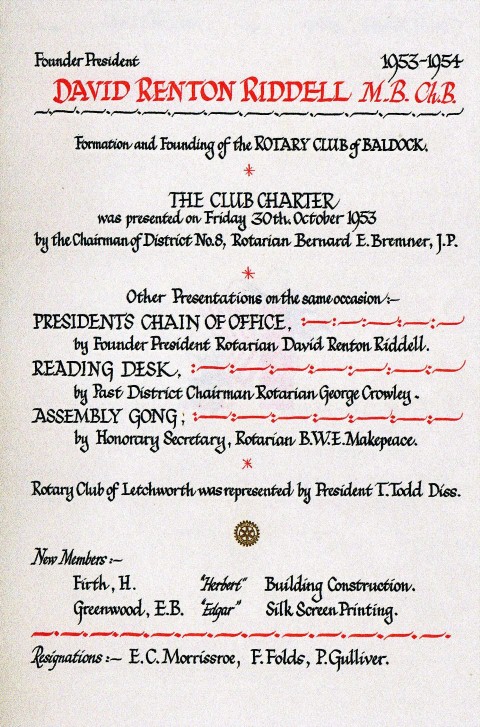 Founder President 1953-1954
DAVID RENTON RIDDELL M.B. Ch.B.
Formation and Founding of the ROTARY CLUB of BALDOCK.
THE CLUB CHARTER
was presented on Friday 30th. October 1953
by the Chairman of District No.8, Rotarian Bernard E. Bremner, J.P.
Other Presentations on the same occasion:-
PRESIDENTS CHAIN OF OFFICE,
by Founder President Rotarian David Renton Riddell.
READING DESK,
by Past District Chairman Rotarian George Crowley.
ASSEMBLY GONG,
by Honorary Secretary, Rotarian B.W.E. Makepeace.
Rotary Club of Letchworth was represented by President T. Todd Diss.
New Members:-
Firth, H. "Herbert" Building Construction.
Greenwood, E.B. "Edgar" Silk Screen Printing.
Resignations:- E.C. Morrissroe, F. Folds, P. Gulliver.